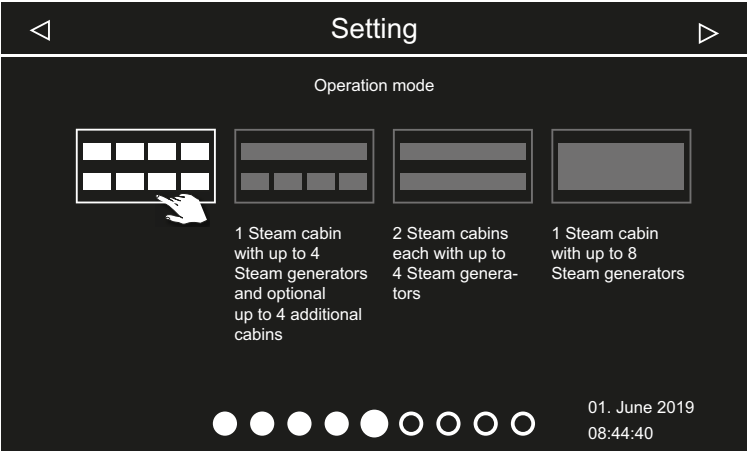 Setting
Operation mode
1 Steam cabin
with up to 4
Steam generators
and optional
up to 4 additional
cabins
2 Steam cabins
each with up to
4 Steam genera-
tors
1 Steam cabin
with up to 8
Steam generators
01. June 2019
08:44:40